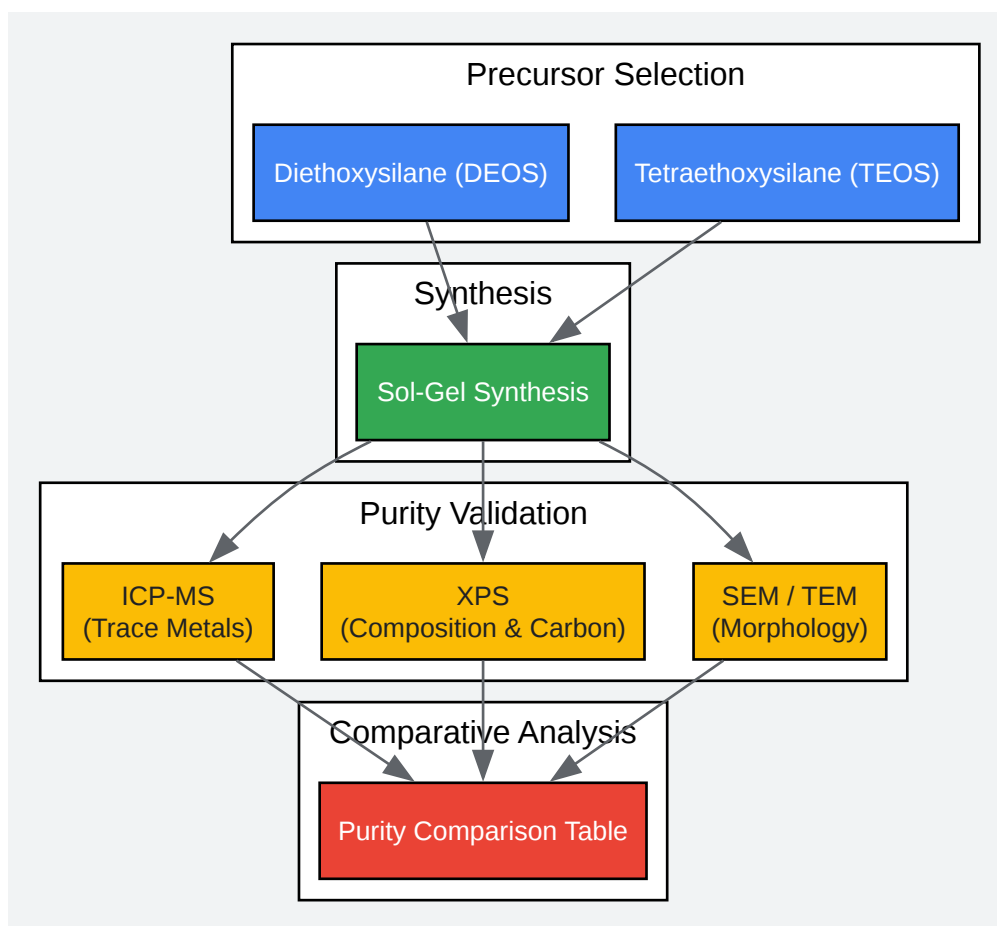 Precursor Selection
Diethoxysilane (DEOS)
Tetraethoxysilane (TEOS)
Synthesis
Sol-Gel Synthesis
Purity Validation
ICP-MS
(Trace Metals)
XPS
(Composition & Carbon)
SEM / TEM
(Morphology)
Comparative Analysis
Purity Comparison Table